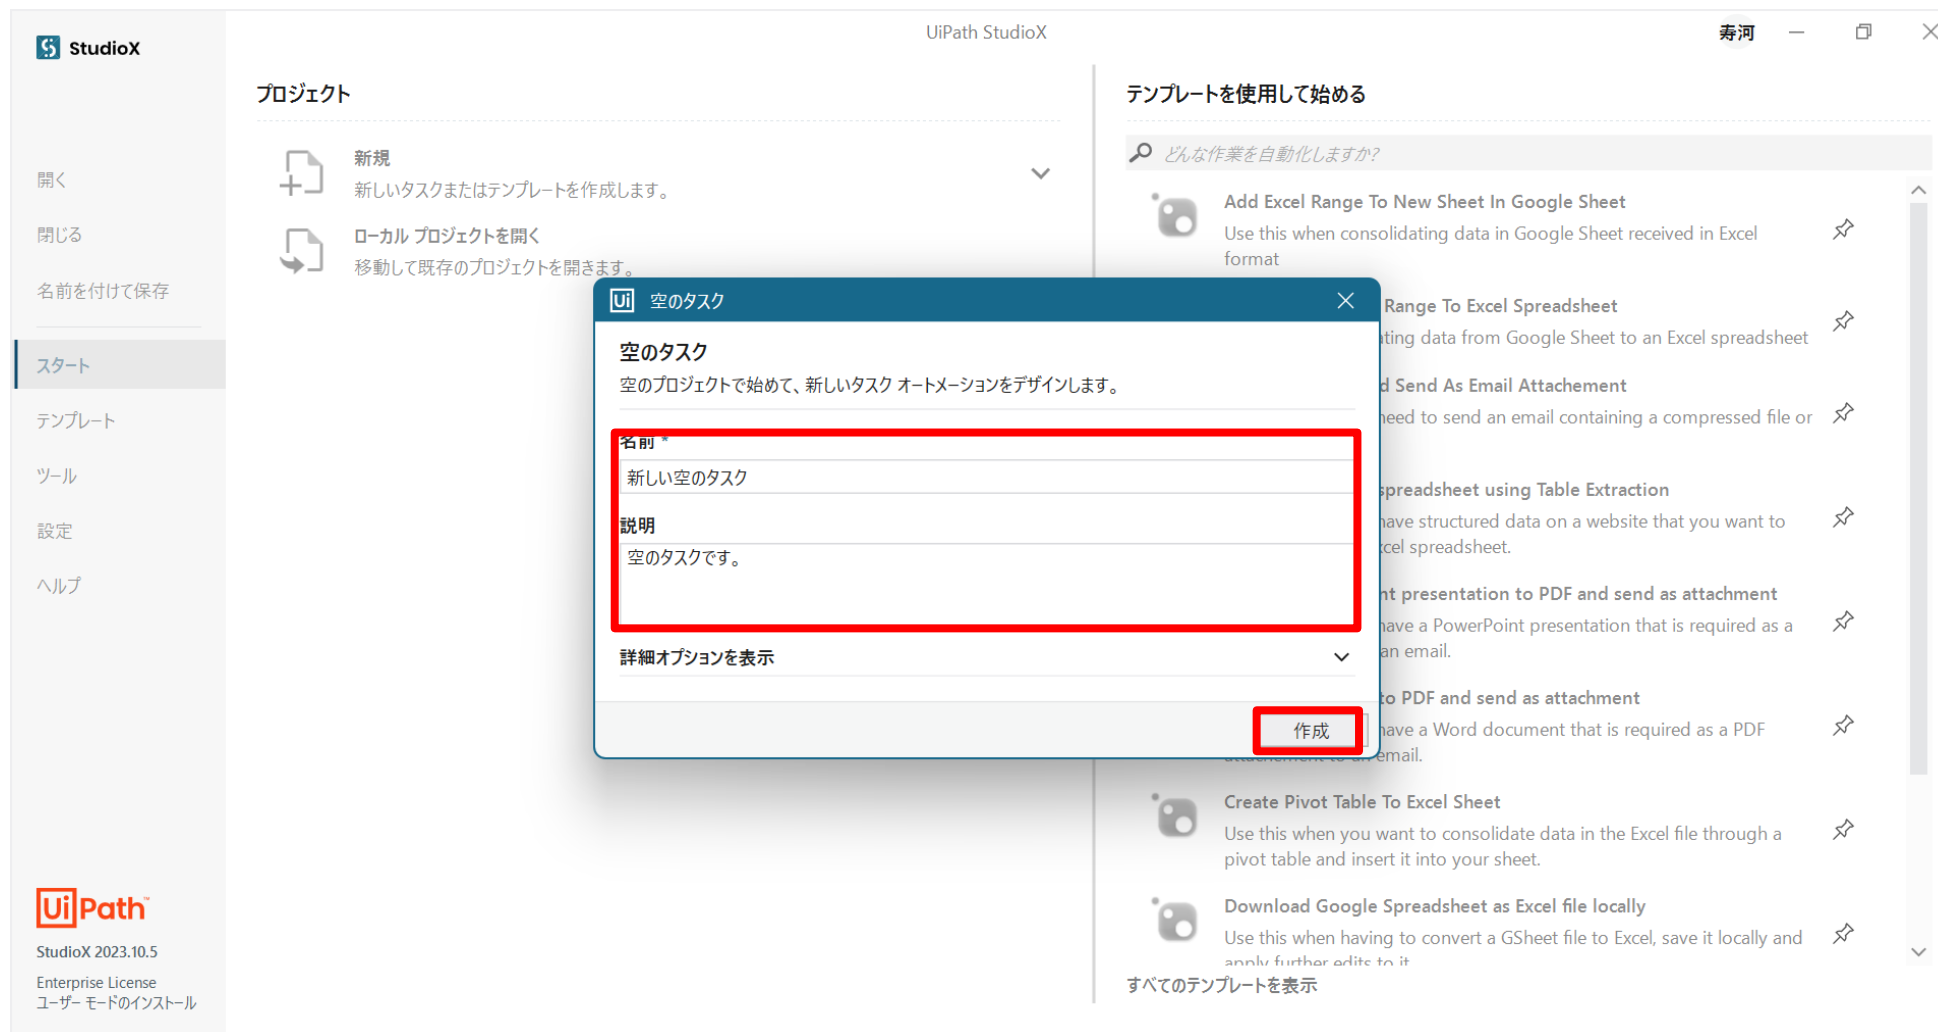 StudioX
UiPath StudioX
寿河
開く
閉じる
名前を付けて保存
スタート
テンプレート
ツール
設定
ヘルプ
UiPath™
StudioX 2023.10.5
Enterprise License
ユーザー モードのインストール
プロジェクト
新規
新しいタスクまたはテンプレートを作成します。
ローカル プロジェクトを開く
移動して既存のプロジェクトを開きます。
Ui 空のタスク
空のタスク
空のプロジェクトで始めて、新しいタスク オートメーションをデザインします。
名前 *
新しい空のタスク
説明
空のタスクです。
詳細オプションを表示
作成
テンプレートを使用して始める
どんな作業を自動化しますか?
Add Excel Range To New Sheet In Google Sheet
Use this when consolidating data in Google Sheet received in Excel
format
Range To Excel Spreadsheet
ting data from Google Sheet to an Excel spreadsheet
d Send As Email Attachement
need to send an email containing a compressed file or
spreadsheet using Table Extraction
have structured data on a website that you want to
cel spreadsheet.
nt presentation to PDF and send as attachment
have a PowerPoint presentation that is required as a
an email.
to PDF and send as attachment
have a Word document that is required as a PDF
attachement to an email.
Create Pivot Table To Excel Sheet
Use this when you want to consolidate data in the Excel file through a
pivot table and insert it into your sheet.
Download Google Spreadsheet as Excel file locally
Use this when having to convert a GSheet file to Excel, save it locally and
apply further edits to it
すべてのテンプレートを表示